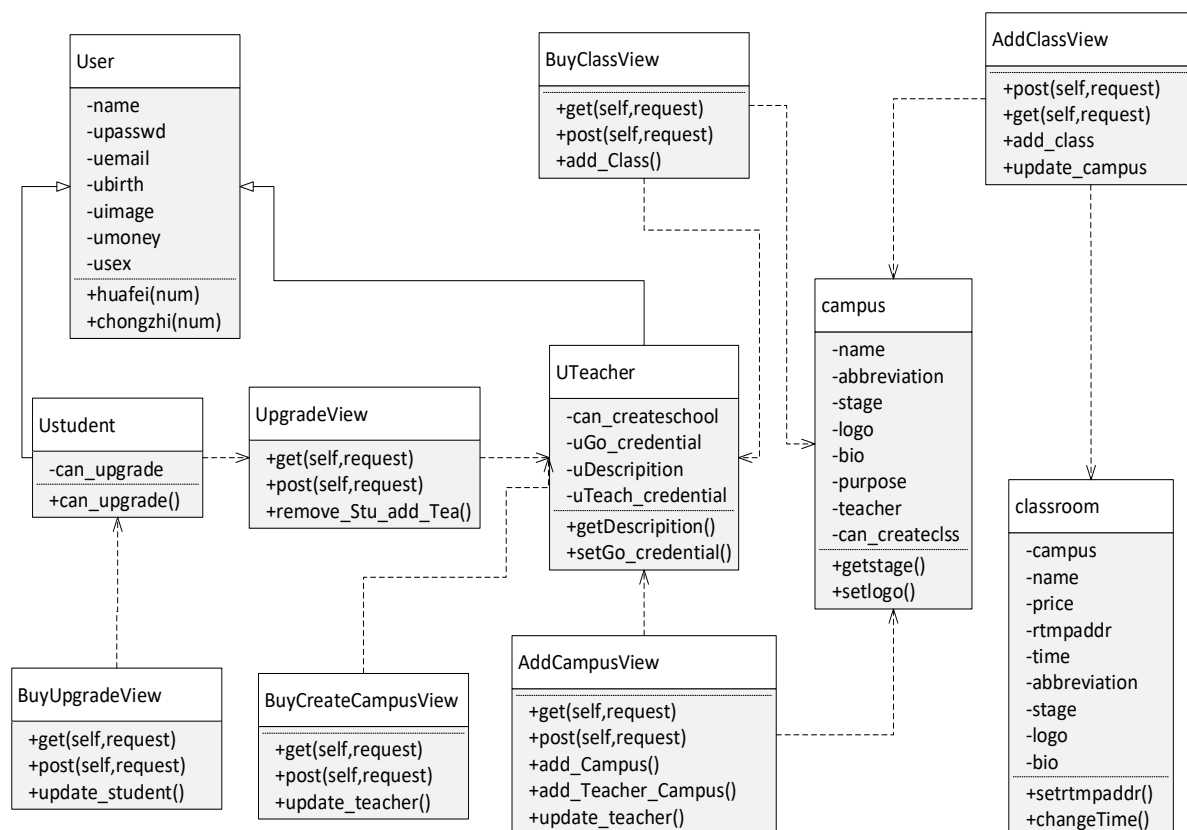 User
-name
-upasswd
-uemail
-ubirth
-uimage
-umoney
-usex
+huafei(num)
+chongzhi(num)
BuyClassView
+get(self,request)
+post(self,request)
+add_Class()
AddClassView
+post(self,request)
+get(self,request)
+add_class
+update_campus
campus
-name
-abbreviation
-stage
-logo
-bio
-purpose
-teacher
-can_createclss
+getstage()
+setlogo()
UTeacher
-can_createschool
-uGo_credential
-uDescripition
-uTeach_credential
+getDescripition()
+setGo_credential()
UpgradeView
+get(self,request)
+post(self,request)
+remove_Stu_add_Tea()
Ustudent
-can_upgrade
+can_upgrade()
classroom
-campus
-name
-price
-rtmpaddr
-time
-abbreviation
-stage
-logo
-bio
+setrtmpaddr()
+changeTime()
BuyUpgradeView
+get(self,request)
+post(self,request)
+update_student()
BuyCreateCampusView
+get(self,request)
+post(self,request)
+update_teacher()
AddCampusView
+get(self,request)
+post(self,request)
+add_Campus()
+add_Teacher_Campus()
+update_teacher()